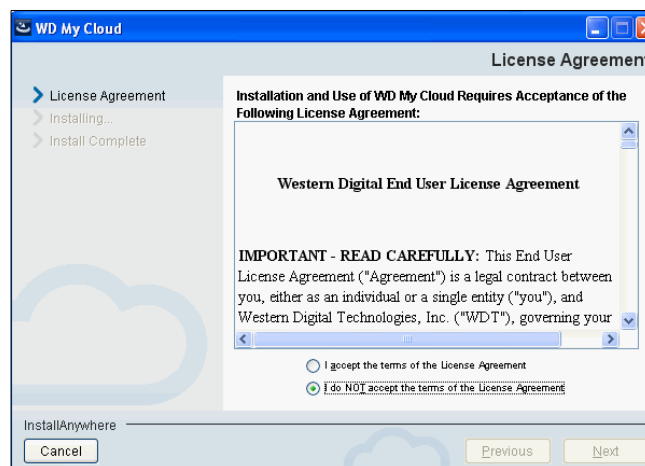 WD My Cloud
License Agreement
License Agreement
Installing...
Install Complete
Installation and Use of WD My Cloud Requires Acceptance of the
Following License Agreement:
Western Digital End User License Agreement
IMPORTANT - READ CAREFULLY: This End User
License Agreement ("Agreement") is a legal contract between
you, either as an individual or a single entity ("you"), and
Western Digital Technologies, Inc. ("WDT"), governing your
I accept the terms of the License Agreement
I do NOT accept the terms of the License Agreement
InstallAnywhere
Cancel
Previous
Next